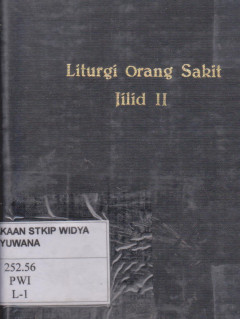 Liturgi Orang Sakit
Jilid II
KAAN STKIP WIDYA
YUWANA
252.56
PWI
L-1